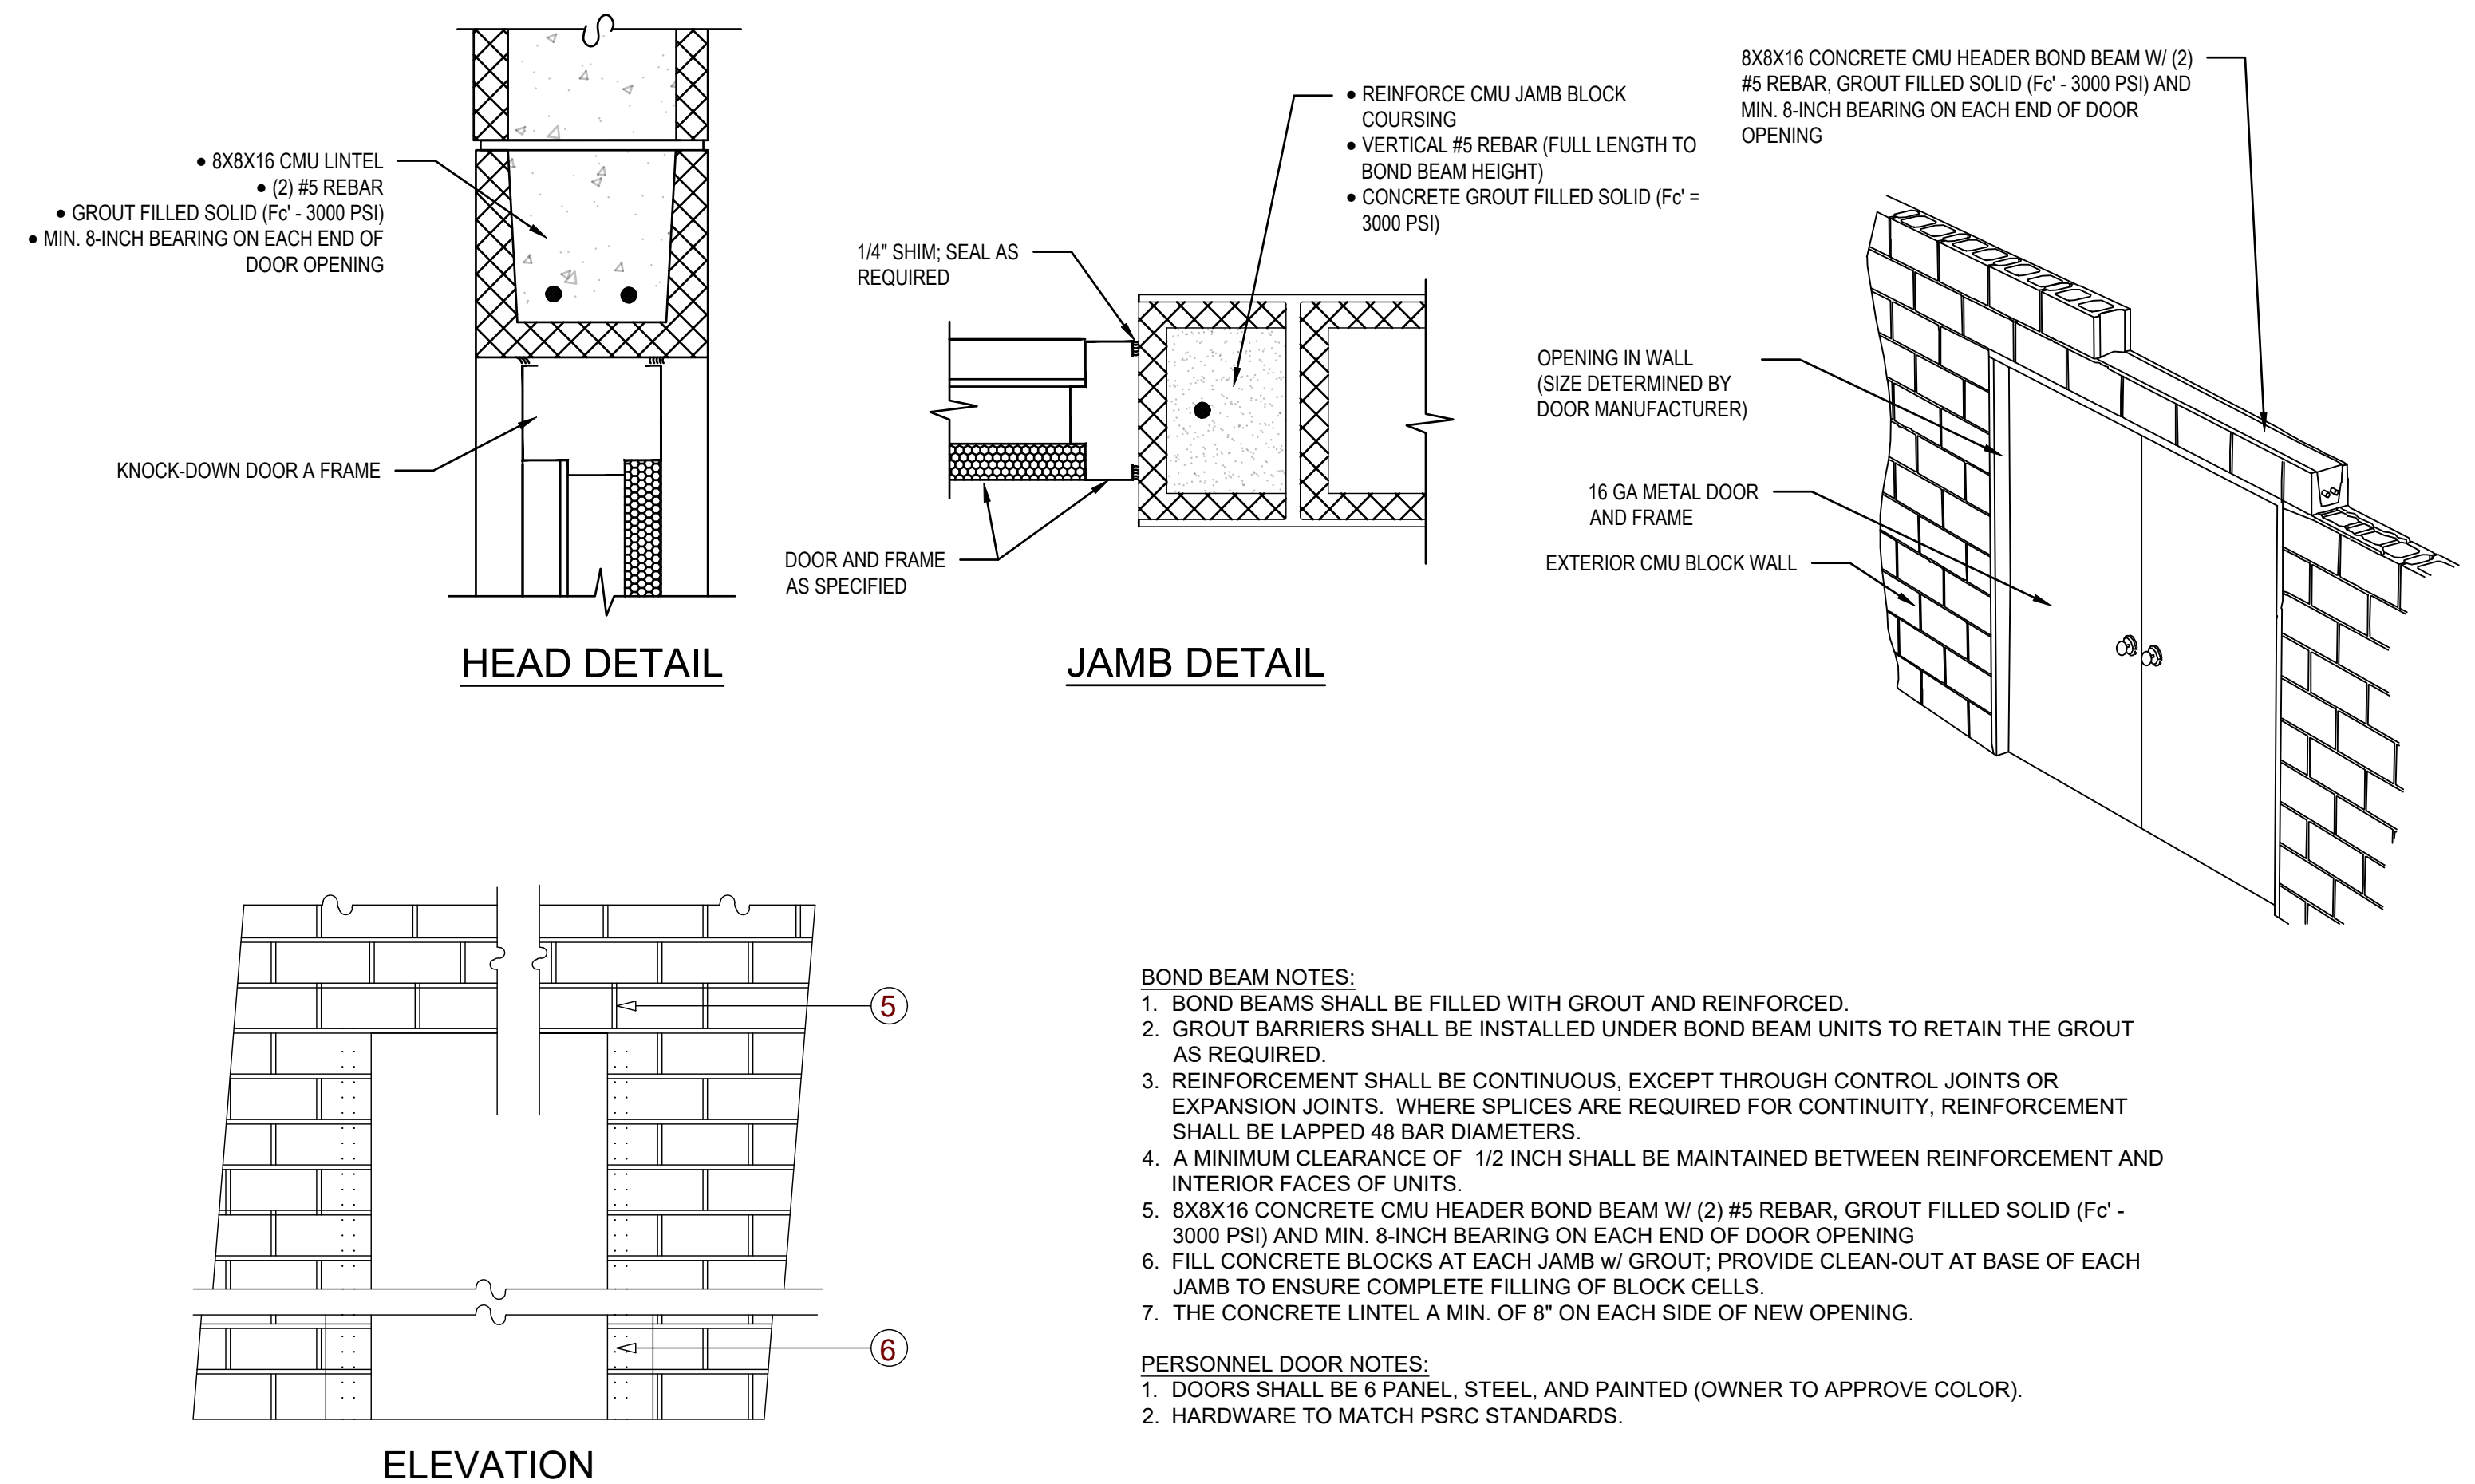 • 8X8X16 CMU LINTEL
• (2) #5 REBAR
• GROUT FILLED SOLID (Fc' - 3000 PSI)
• MIN. 8-INCH BEARING ON EACH END OF
DOOR OPENING
KNOCK-DOWN DOOR A FRAME
HEAD DETAIL
• REINFORCE CMU JAMB BLOCK
COURSING
• VERTICAL #5 REBAR (FULL LENGTH TO
BOND BEAM HEIGHT)
• CONCRETE GROUT FILLED SOLID (Fc' =
3000 PSI)
1/4" SHIM; SEAL AS
REQUIRED
DOOR AND FRAME
AS SPECIFIED
JAMB DETAIL
8X8X16 CONCRETE CMU HEADER BOND BEAM W/ (2)
#5 REBAR, GROUT FILLED SOLID (Fc' - 3000 PSI) AND
MIN. 8-INCH BEARING ON EACH END OF DOOR
OPENING
OPENING IN WALL
(SIZE DETERMINED BY
DOOR MANUFACTURER)
16 GA METAL DOOR
AND FRAME
EXTERIOR CMU BLOCK WALL
5
6
ELEVATION
BOND BEAM NOTES:
1. BOND BEAMS SHALL BE FILLED WITH GROUT AND REINFORCED.
2. GROUT BARRIERS SHALL BE INSTALLED UNDER BOND BEAM UNITS TO RETAIN THE GROUT
AS REQUIRED.
3. REINFORCEMENT SHALL BE CONTINUOUS, EXCEPT THROUGH CONTROL JOINTS OR
EXPANSION JOINTS. WHERE SPLICES ARE REQUIRED FOR CONTINUITY, REINFORCEMENT
SHALL BE LAPPED 48 BAR DIAMETERS.
4. A MINIMUM CLEARANCE OF 1/2 INCH SHALL BE MAINTAINED BETWEEN REINFORCEMENT AND
INTERIOR FACES OF UNITS.
5. 8X8X16 CONCRETE CMU HEADER BOND BEAM W/ (2) #5 REBAR, GROUT FILLED SOLID (Fc' -
3000 PSI) AND MIN. 8-INCH BEARING ON EACH END OF DOOR OPENING
6. FILL CONCRETE BLOCKS AT EACH JAMB w/ GROUT; PROVIDE CLEAN-OUT AT BASE OF EACH
JAMB TO ENSURE COMPLETE FILLING OF BLOCK CELLS.
7. THE CONCRETE LINTEL A MIN. OF 8" ON EACH SIDE OF NEW OPENING.
PERSONNEL DOOR NOTES:
1. DOORS SHALL BE 6 PANEL, STEEL, AND PAINTED (OWNER TO APPROVE COLOR).
2. HARDWARE TO MATCH PSRC STANDARDS.